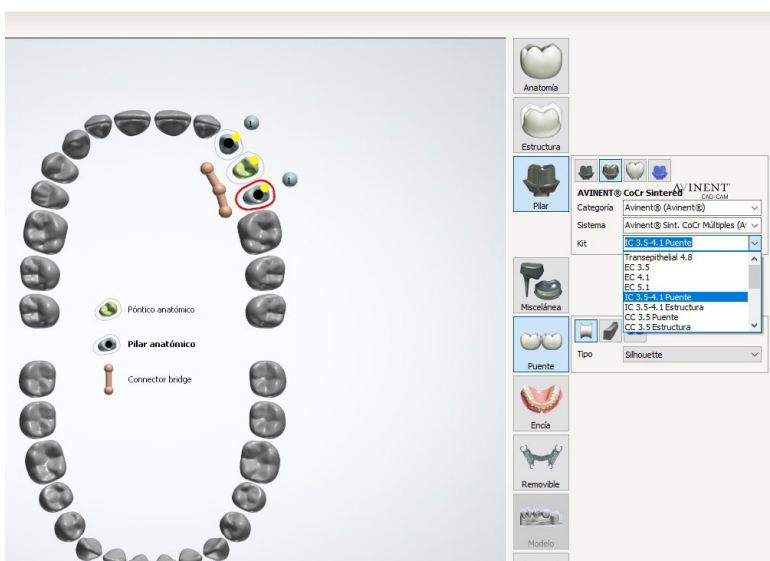 Anatomía
Estructura
Pilar
AVINENT® CoCr Sintered
AVINENT
CAD-CAM
Categoría
Avinent® (Avinent®)
Sistema
Avinent® Sint. CoCr Múltiples (A
Kit
IC 3.5-4.1 Puente
Transepithelial 4.8
EC 3.5
EC 4.1
EC 5.1
IC 3.5-4.1 Puente
IC 3.5-4.1 Estructura
CC 3.5 Puente
CC 3.5 Estructura
Miscelánea
Puente
Tipo
Silhouette
Encía
Removible
Modelo
Póntico anatómico
Pilar anatómico
Connector bridge